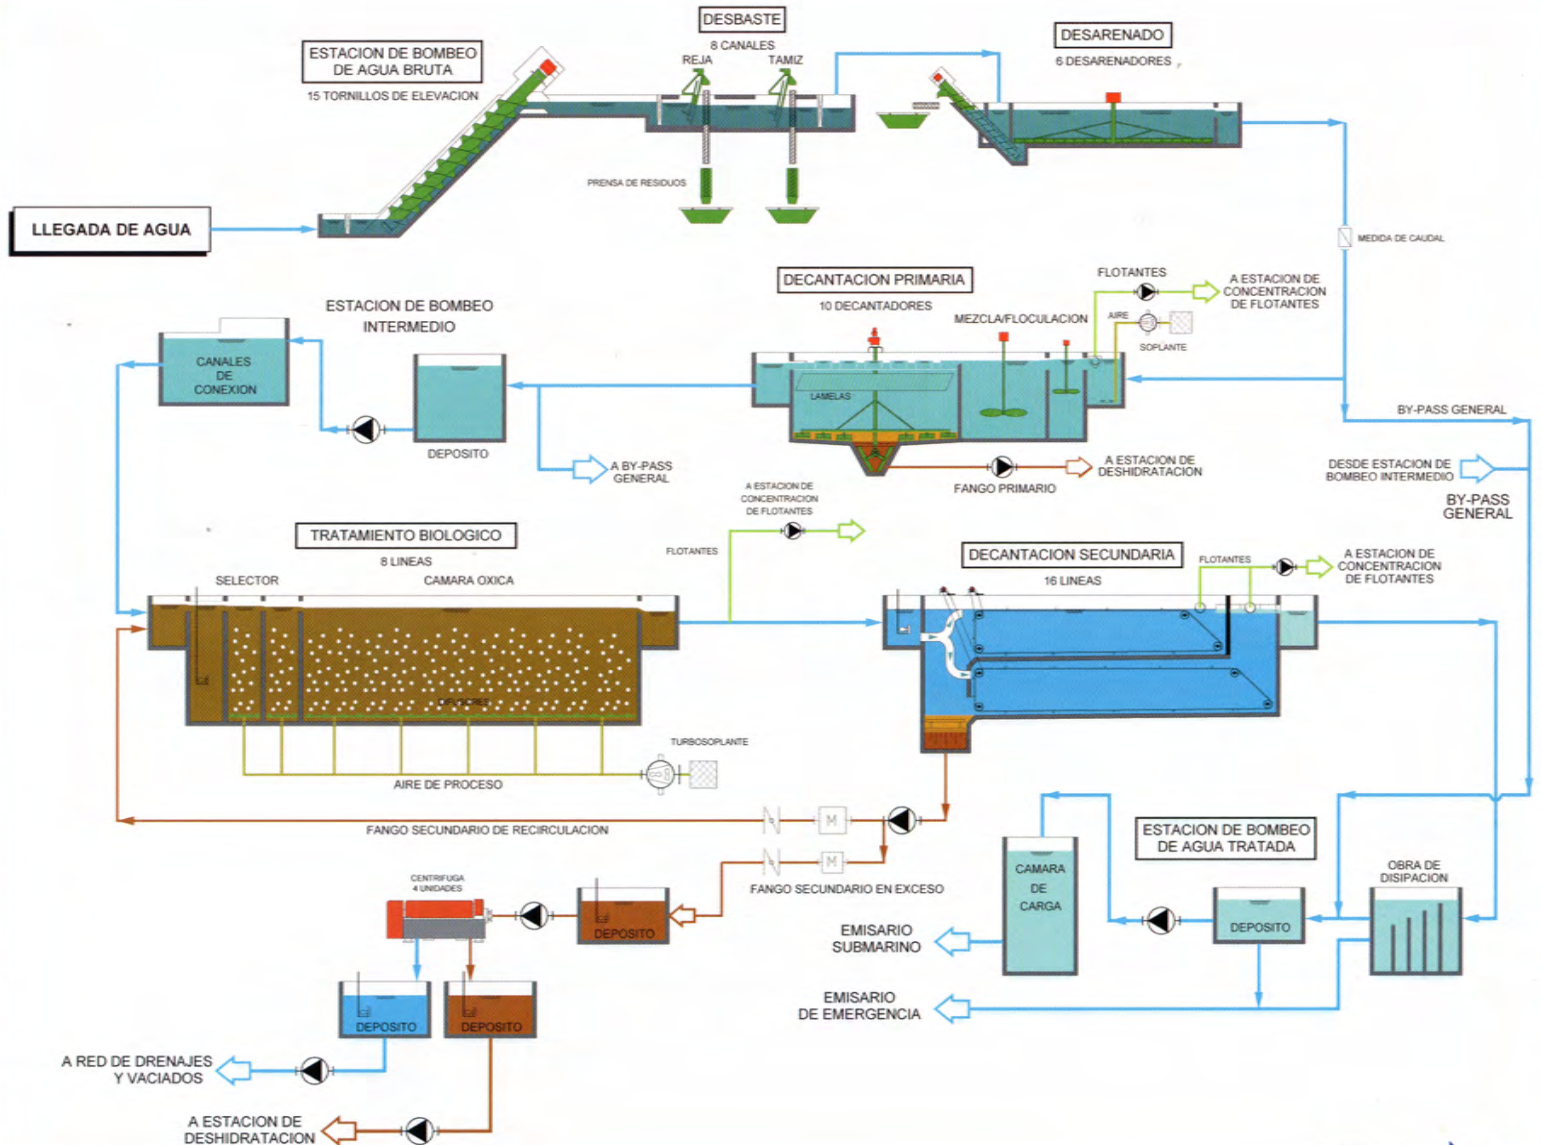 DESBASTE
8 CANALES
REJA
TAMIZ
ESTACION DE BOMBEO
DE AGUA BRUTA
15 TORNILLOS DE ELEVACION
DESARENADO
6 DESARENADORES
PRENSA DE RESIDUOS
LLEGADA DE AGUA
MEDIDA DE CAUDAL
DECANTACION PRIMARIA
10 DECANTADORES
MEZCLA/FLOCULACION
FLOTANTES
AIRE
SOPLANTE
A ESTACION DE
CONCENTRACION
DE FLOTANTES
LAMELAS
ESTACION DE BOMBEO
INTERMEDIO
CANALES
DE
CONEXION
DEPOSITO
A BY-PASS
GENERAL
FANGO PRIMARIO
A ESTACION DE
DESHIDRATACION
BY-PASS GENERAL
DESDE ESTACION DE
BOMBEO INTERMEDIO
BY-PASS
GENERAL
A ESTACION DE
CONCENTRACION
DE FLOTANTES
FLOTANTES
TRATAMIENTO BIOLOGICO
8 LINEAS
SELECTOR
CAMARA OXICA
DIFUSORES
TURBOSOPLANTE
AIRE DE PROCESO
DECANTACION SECUNDARIA
16 LINEAS
FLOTANTES
A ESTACION DE
CONCENTRACION
DE FLOTANTES
FANGO SECUNDARIO DE RECIRCULACION
M
M
FANGO SECUNDARIO EN EXCESO
CENTRIFUGA
4 UNIDADES
DEPOSITO
DEPOSITO
DEPOSITO
A RED DE DRENAJES
Y VACIADOS
A ESTACION DE
DESHIDRATACION
ESTACION DE BOMBEO
DE AGUA TRATADA
CAMARA
DE
CARGA
DEPOSITO
OBRA DE
DISIPACION
EMISARIO
SUBMARINO
EMISARIO
DE EMERGENCIA